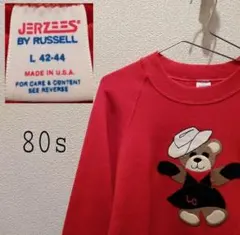 JERZEES
BY RUSSELL
L 42-44
MADE IN U.S.A.
FOR CARE & CONTENT
SEE REVERSE
80s